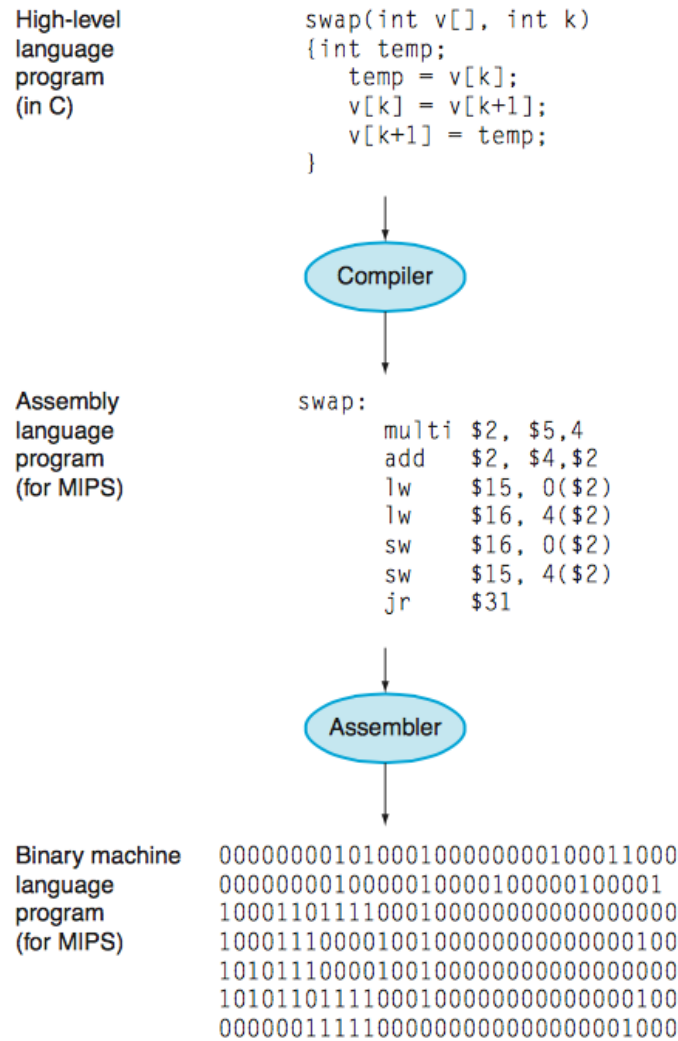 High-level swap(int v[], int k)
language {int temp;
program temp = v[k];
(in C) v[k] = v[k+1];
v[k+1] = temp;
}
Compiler
Assembly swap:
language multi $2, $5,4
program add $2, $4,$2
(for MIPS) lw $15, 0($2)
lw $16, 4($2)
sw $16, 0($2)
sw $15, 4($2)
jr $31
Assembler
Binary machine 00000000101000100000000100011000
language 0000000010000010000100000100001
program 10001101111000100000000000000000
(for MIPS) 10001110000100100000000000000100
10101110000100100000000000000000
10101101111000100000000000000100
00000011111000000000000000001000